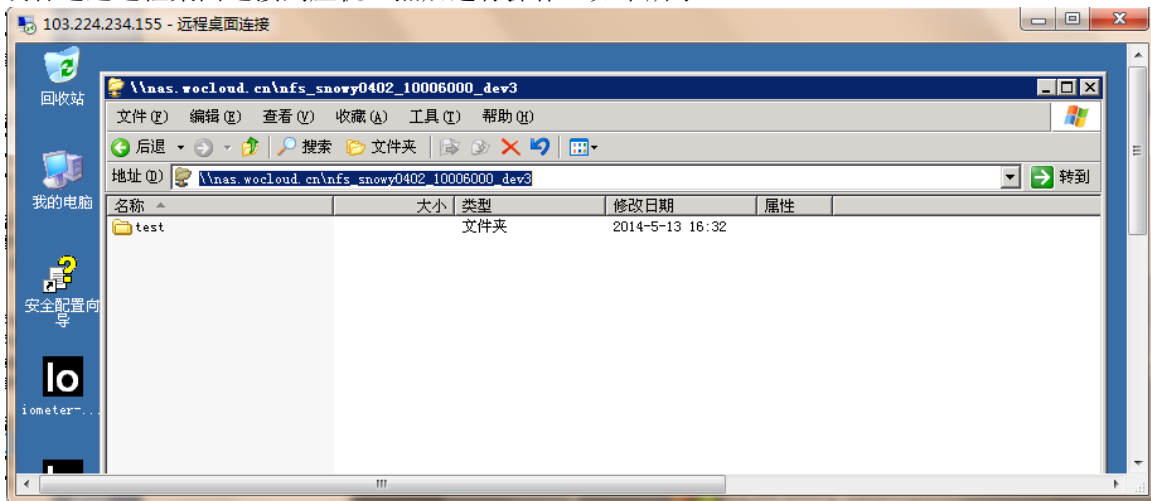 103.224.234.155 - 远程桌面连接
回收站
\\nas.wocloud.cn\nfs_snowy0402_10006000_dev3
文件(F) 编辑(E) 查看(V) 收藏(A) 工具(T) 帮助(H)
后退 搜索 文件夹
地址(D) \\nas.wocloud.cn\nfs_snowy0402_10006000_dev3 转到
我的电脑
名称 大小 类型 修改日期 属性
test 文件夹 2014-5-13 16:32
安全配置向
导
Io
iometer-...